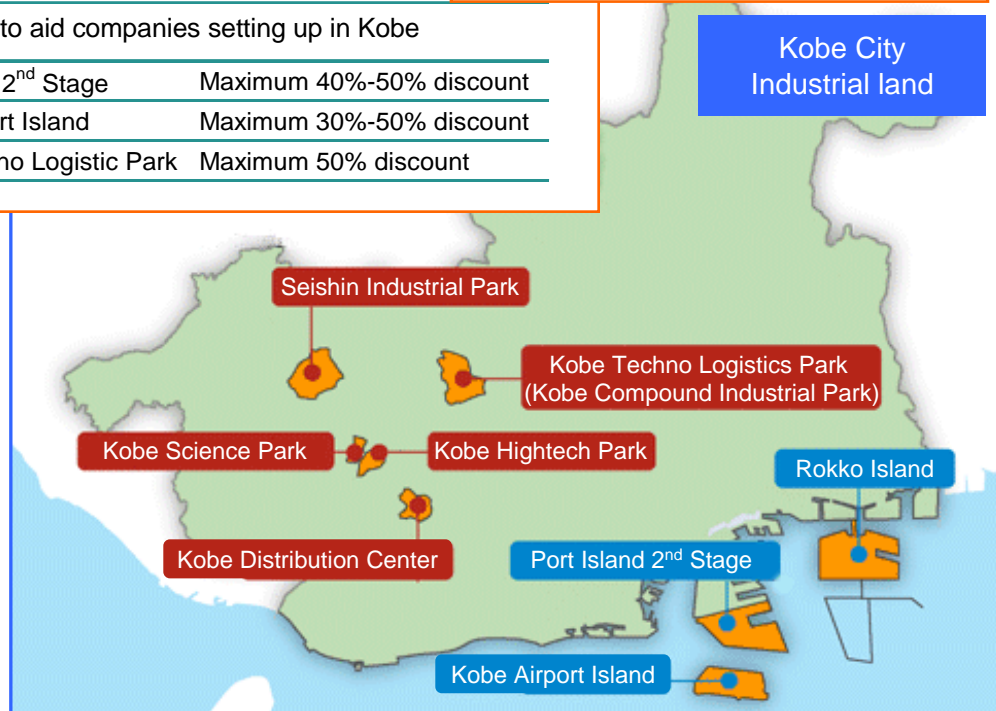 to aid companies setting up in Kobe
2nd Stage Maximum 40%-50% discount
rt Island Maximum 30%-50% discount
no Logistic Park Maximum 50% discount
Kobe City
Industrial land
Seishin Industrial Park
Kobe Techno Logistics Park
(Kobe Compound Industrial Park)
Kobe Science Park
Kobe Hightech Park
Rokko Island
Kobe Distribution Center
Port Island 2nd Stage
Kobe Airport Island